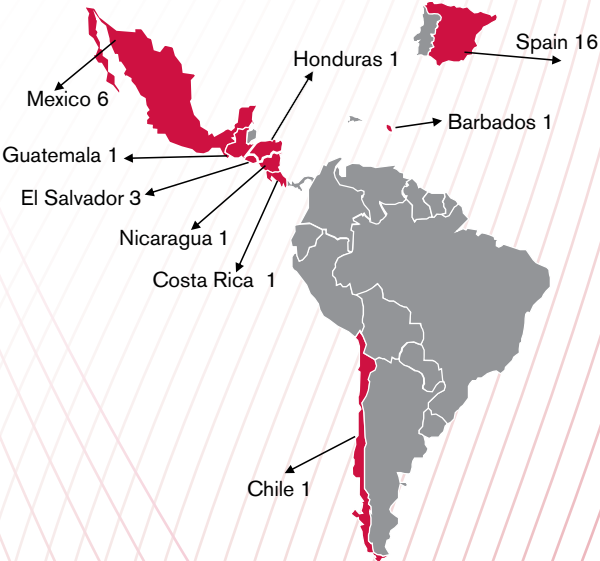 Spain 16
Honduras 1
Mexico 6
Barbados 1
Guatemala 1
El Salvador 3
Nicaragua 1
Costa Rica 1
Chile 1